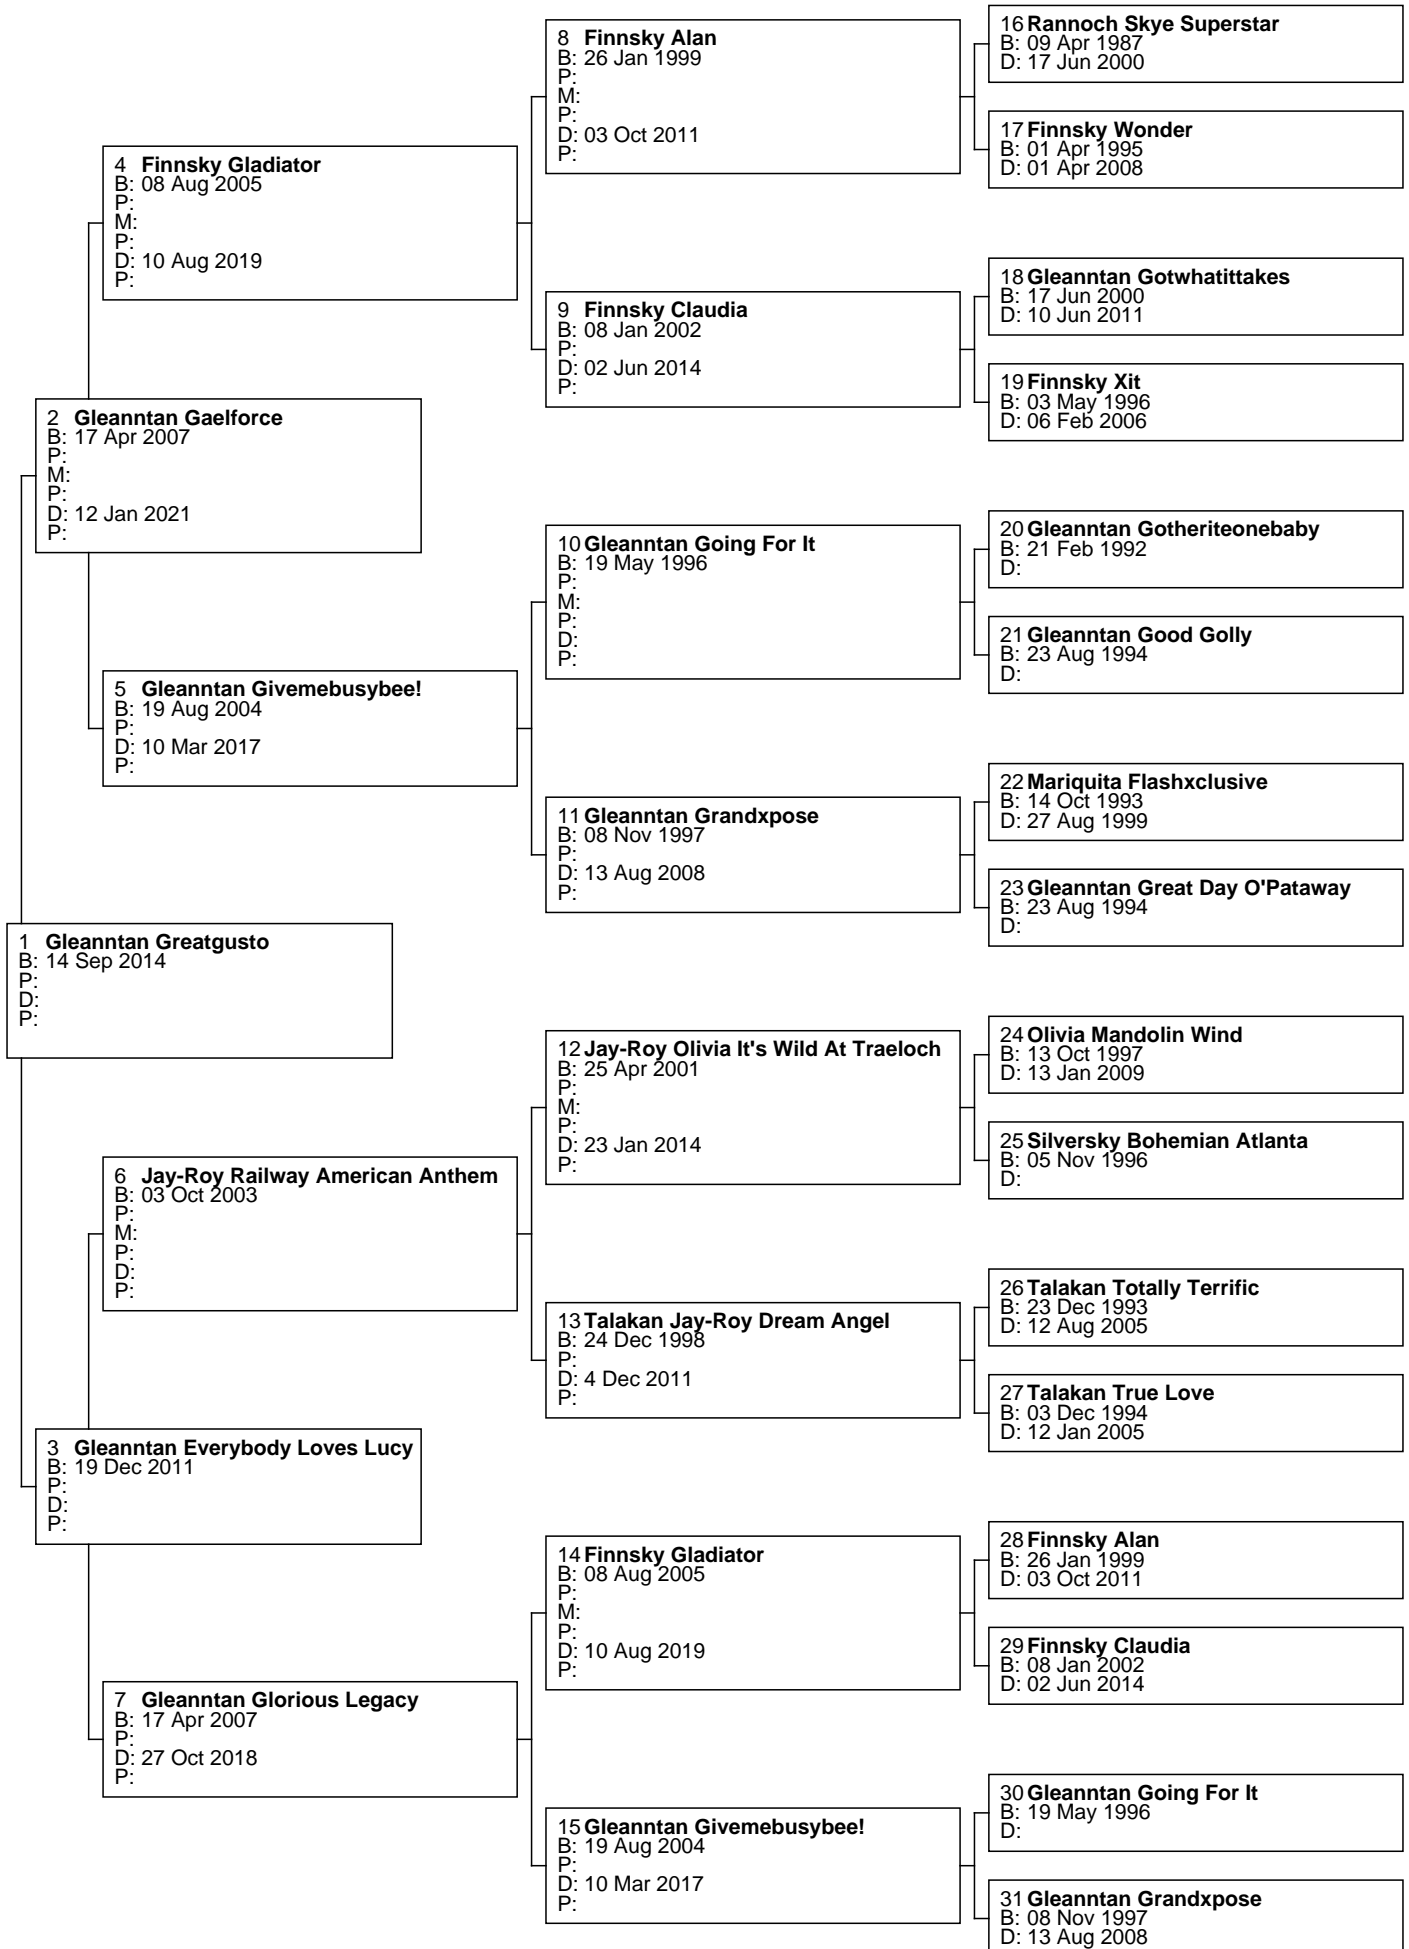 8 Finnsky Alan
B: 26 Jan 1999
P:
M:
P:
D: 03 Oct 2011
P:
16 Rannoch Skye Superstar
B: 09 Apr 1987
D: 17 Jun 2000
17 Finnsky Wonder
B: 01 Apr 1995
D: 01 Apr 2008
4 Finnsky Gladiator
B: 08 Aug 2005
P:
M:
P:
D: 10 Aug 2019
P:
9 Finnsky Claudia
B: 08 Jan 2002
P:
D: 02 Jun 2014
P:
18 Gleanntan Gotwhatittakes
B: 17 Jun 2000
D: 10 Jun 2011
19 Finnsky Xit
B: 03 May 1996
D: 06 Feb 2006
2 Gleanntan Gaelforce
B: 17 Apr 2007
P:
M:
P:
D: 12 Jan 2021
P:
10 Gleanntan Going For It
B: 19 May 1996
P:
M:
P:
D:
P:
20 Gleanntan Gotheriteonebaby
B: 21 Feb 1992
D:
21 Gleanntan Good Golly
B: 23 Aug 1994
D:
5 Gleanntan Givemebusybee!
B: 19 Aug 2004
P:
D: 10 Mar 2017
P:
11 Gleanntan Grandxpose
B: 08 Nov 1997
P:
D: 13 Aug 2008
P:
22 Mariquita Flashxclusive
B: 14 Oct 1993
D: 27 Aug 1999
23 Gleanntan Great Day O'Pataway
B: 23 Aug 1994
D:
1 Gleanntan Greatgusto
B: 14 Sep 2014
P:
D:
P:
12 Jay-Roy Olivia It's Wild At Traeloch
B: 25 Apr 2001
P:
M:
P:
D: 23 Jan 2014
P:
24 Olivia Mandolin Wind
B: 13 Oct 1997
D: 13 Jan 2009
25 Silversky Bohemian Atlanta
B: 05 Nov 1996
D:
6 Jay-Roy Railway American Anthem
B: 03 Oct 2003
P:
M:
P:
D:
P:
13 Talakan Jay-Roy Dream Angel
B: 24 Dec 1998
P:
D: 4 Dec 2011
P:
26 Talakan Totally Terrific
B: 23 Dec 1993
D: 12 Aug 2005
27 Talakan True Love
B: 03 Dec 1994
D: 12 Jan 2005
3 Gleanntan Everybody Loves Lucy
B: 19 Dec 2011
P:
D:
P:
14 Finnsky Gladiator
B: 08 Aug 2005
P:
M:
P:
D: 10 Aug 2019
P:
28 Finnsky Alan
B: 26 Jan 1999
D: 03 Oct 2011
29 Finnsky Claudia
B: 08 Jan 2002
D: 02 Jun 2014
7 Gleanntan Glorious Legacy
B: 17 Apr 2007
P:
D: 27 Oct 2018
P:
15 Gleanntan Givemebusybee!
B: 19 Aug 2004
P:
D: 10 Mar 2017
P:
30 Gleanntan Going For It
B: 19 May 1996
D:
31 Gleanntan Grandxpose
B: 08 Nov 1997
D: 13 Aug 2008